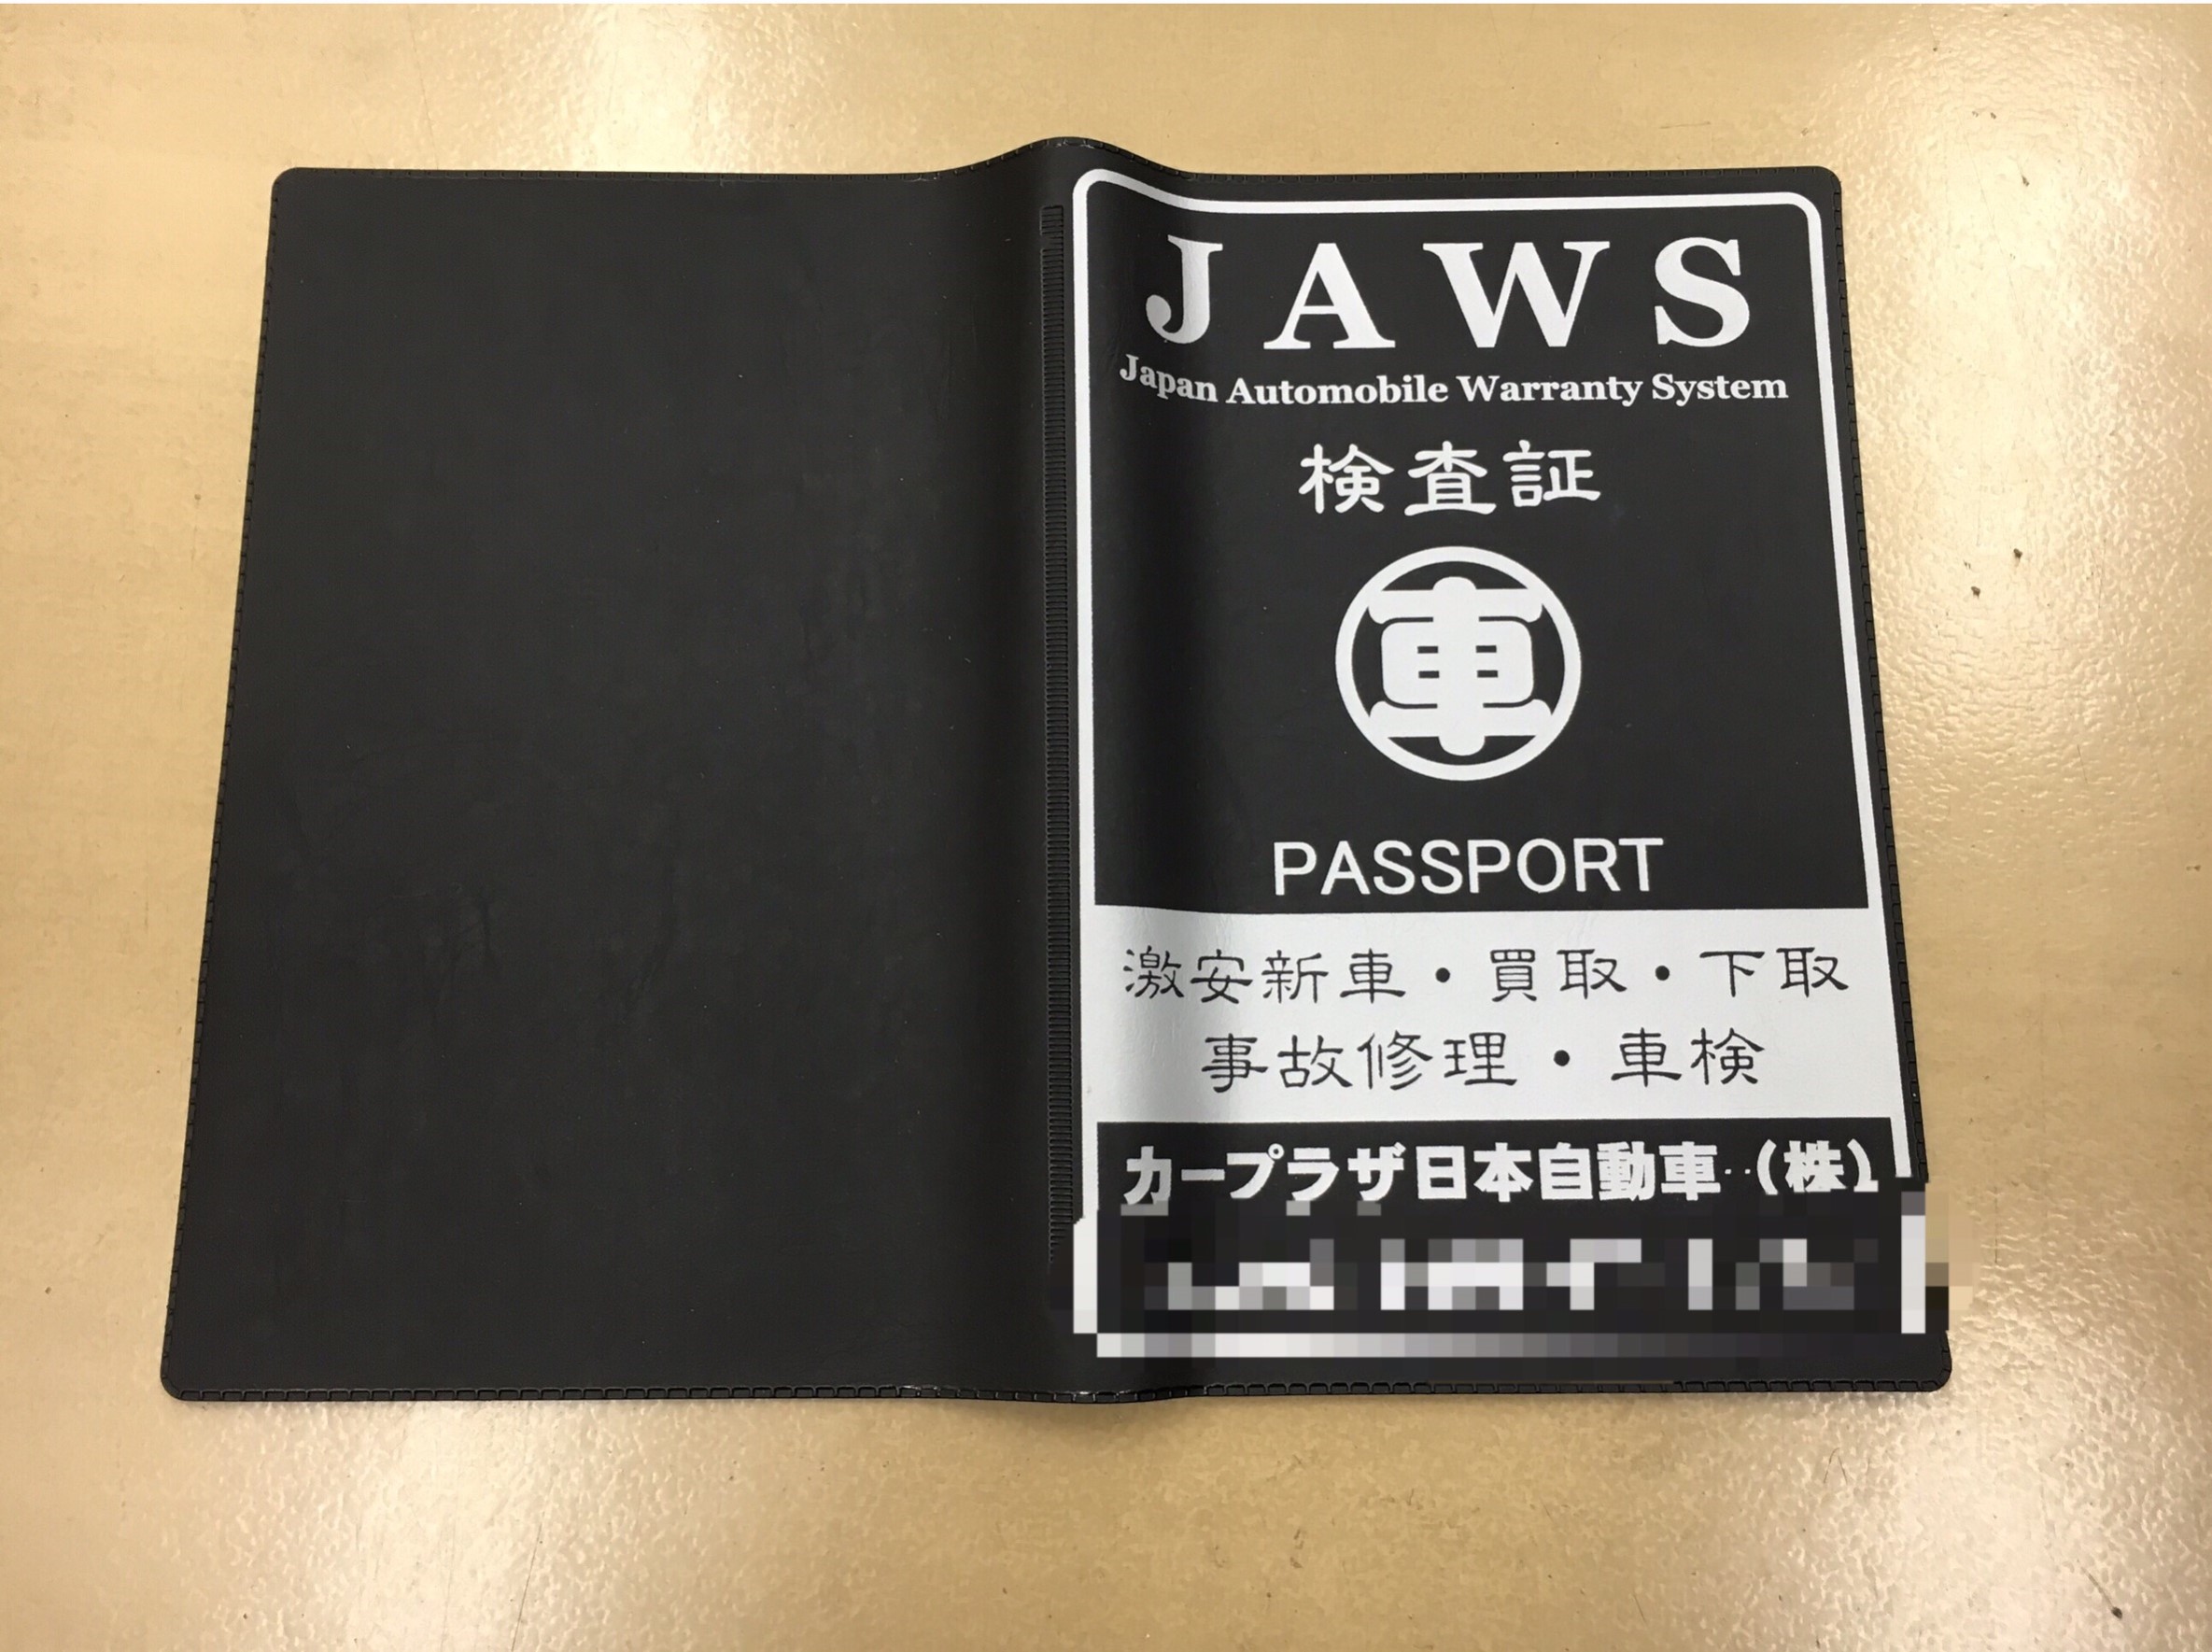 JAWS
Japan Automobile Warranty System
検査証
車
PASSPORT
激安新車・買取・下取
事故修理・車検
カープラザ日本自動車(株)